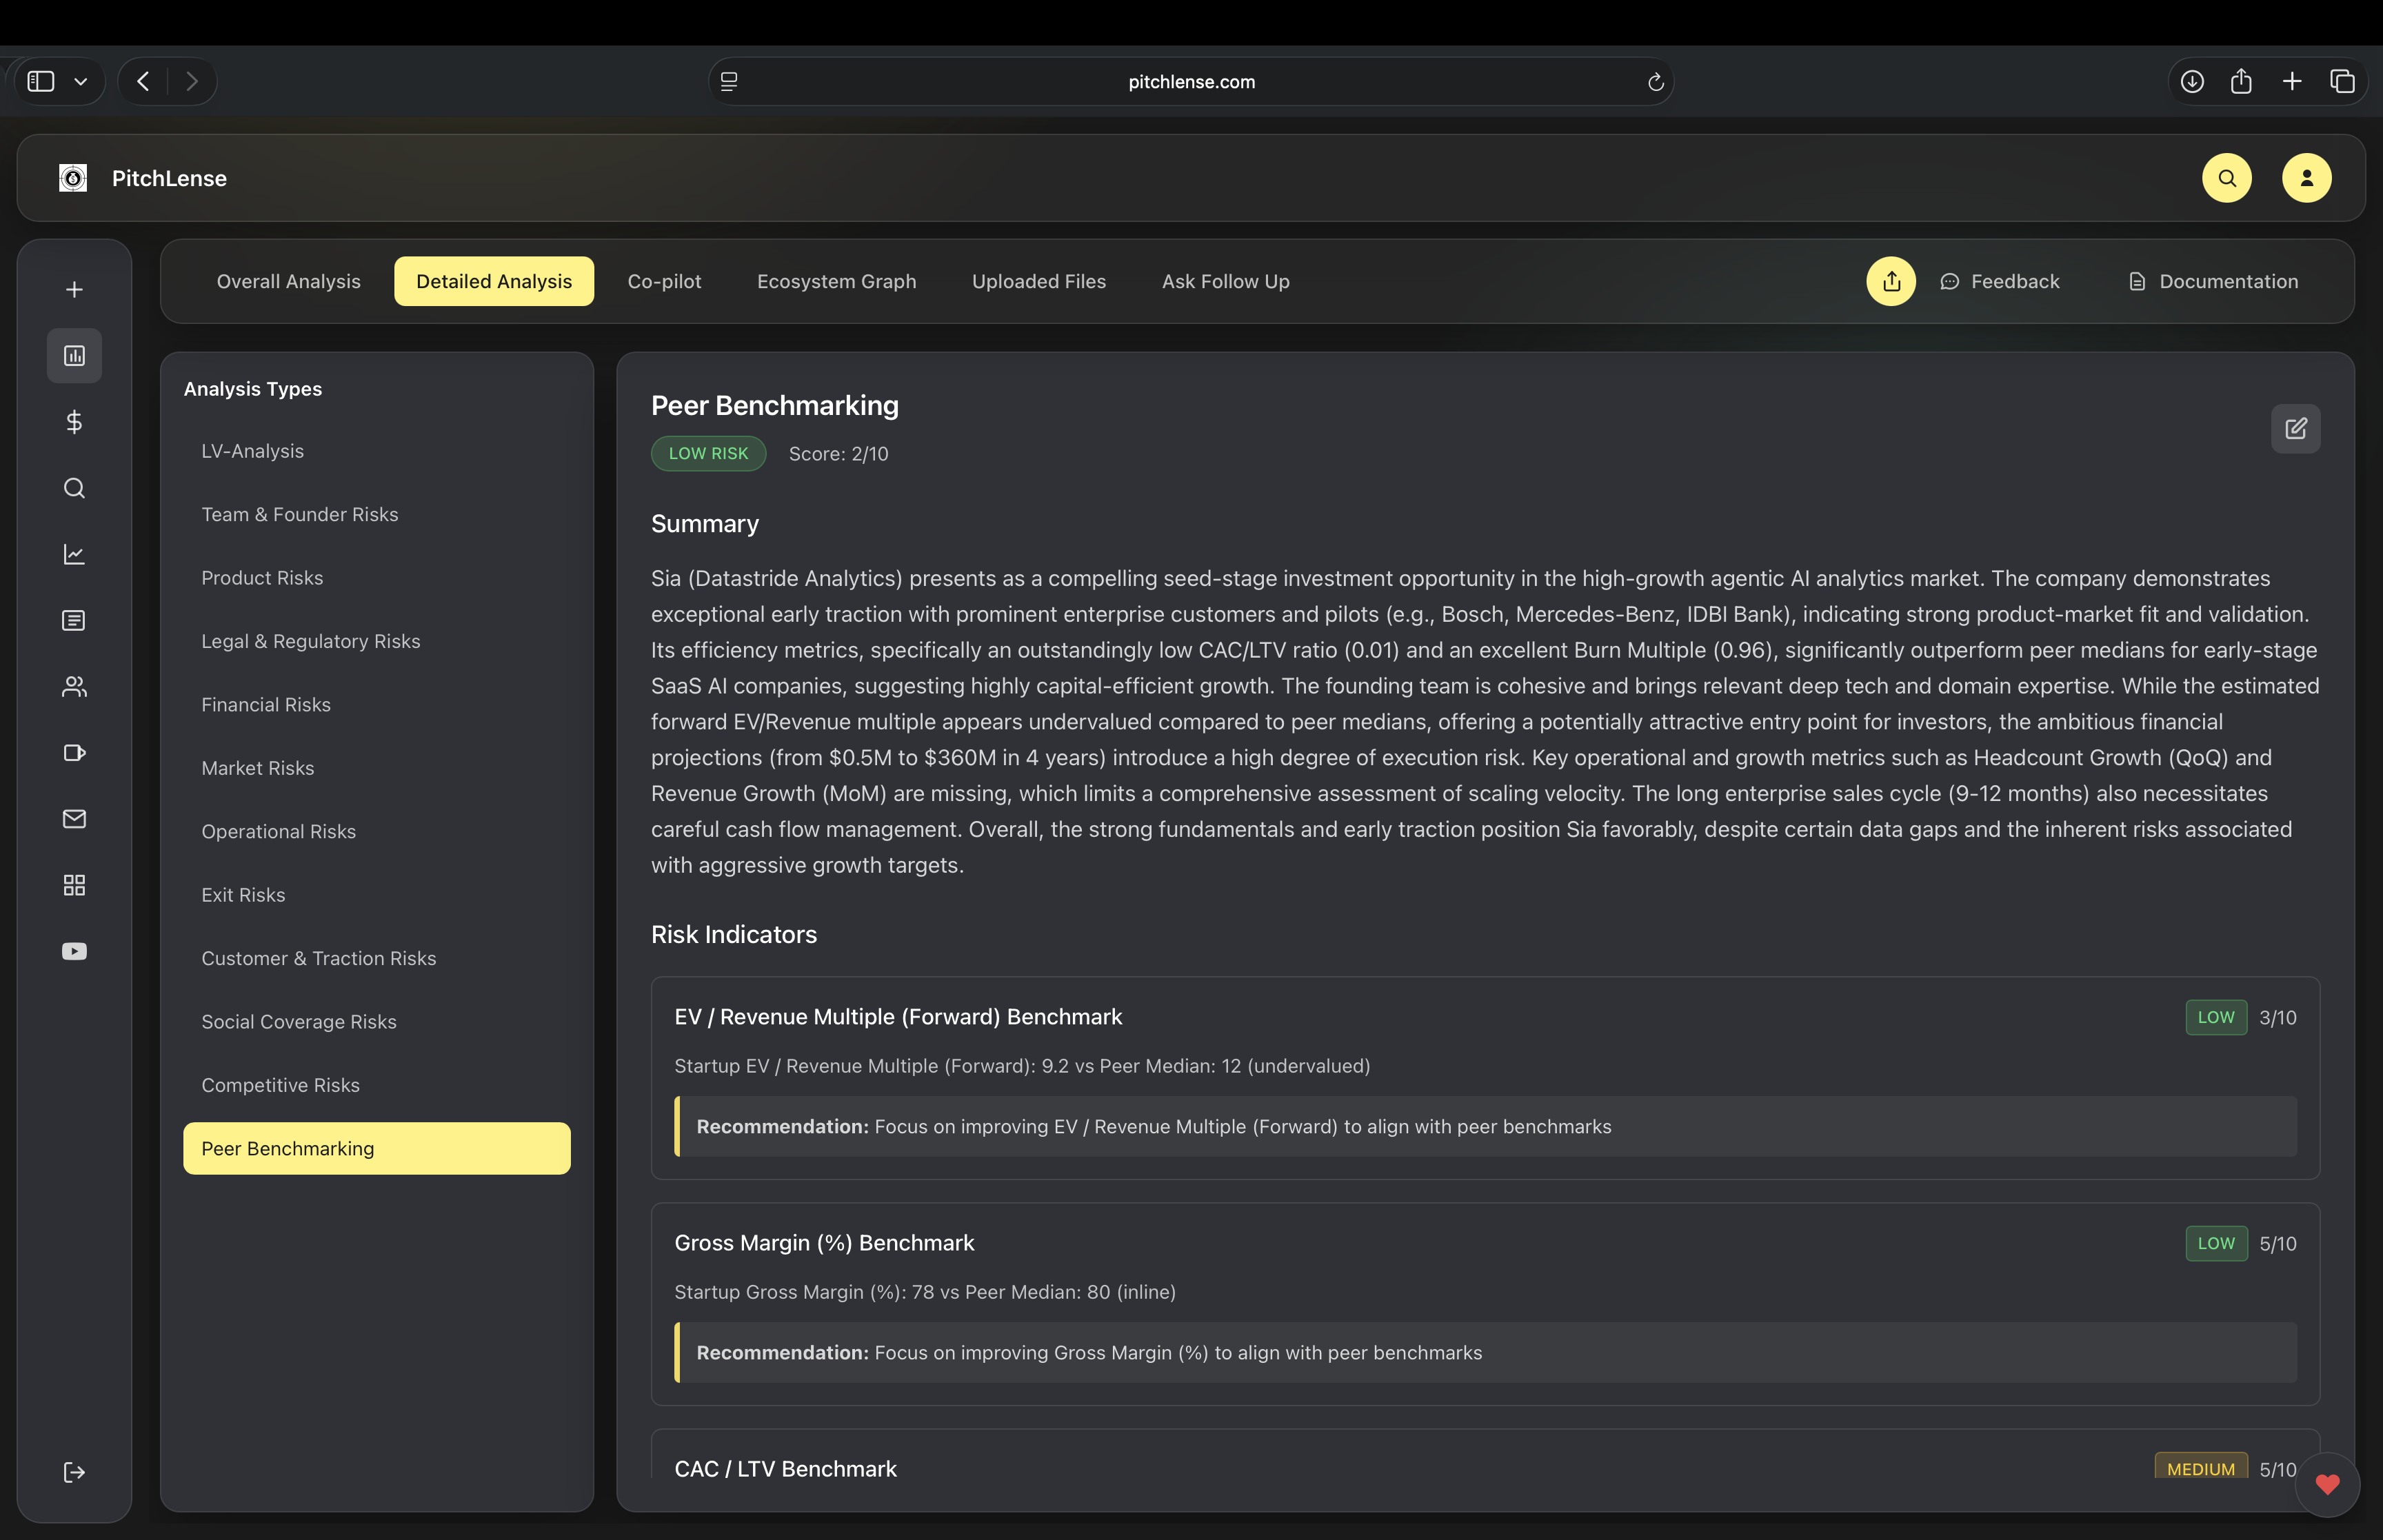 pitchlense.com
PitchLense
Overall Analysis
Detailed Analysis
Co-pilot
Ecosystem Graph
Uploaded Files
Ask Follow Up
Feedback
Documentation
Analysis Types
LV-Analysis
Team & Founder Risks
Product Risks
Legal & Regulatory Risks
Financial Risks
Market Risks
Operational Risks
Exit Risks
Customer & Traction Risks
Social Coverage Risks
Competitive Risks
Peer Benchmarking
Peer Benchmarking
LOW RISK
Score: 2/10
Summary
Sia (Datastride Analytics) presents as a compelling seed-stage investment opportunity in the high-growth agentic AI analytics market. The company demonstrates
exceptional early traction with prominent enterprise customers and pilots (e.g., Bosch, Mercedes-Benz, IDBI Bank), indicating strong product-market fit and validation.
Its efficiency metrics, specifically an outstandingly low CAC/LTV ratio (0.01) and an excellent Burn Multiple (0.96), significantly outperform peer medians for early-stage
SaaS AI companies, suggesting highly capital-efficient growth. The founding team is cohesive and brings relevant deep tech and domain expertise. While the estimated
forward EV/Revenue multiple appears undervalued compared to peer medians, offering a potentially attractive entry point for investors, the ambitious financial
projections (from $0.5M to $360M in 4 years) introduce a high degree of execution risk. Key operational and growth metrics such as Headcount Growth (QoQ) and
Revenue Growth (MoM) are missing, which limits a comprehensive assessment of scaling velocity. The long enterprise sales cycle (9-12 months) also necessitates
careful cash flow management. Overall, the strong fundamentals and early traction position Sia favorably, despite certain data gaps and the inherent risks associated
with aggressive growth targets.
Risk Indicators
EV / Revenue Multiple (Forward) Benchmark
LOW
3/10
Startup EV / Revenue Multiple (Forward): 9.2 vs Peer Median: 12 (undervalued)
Recommendation: Focus on improving EV / Revenue Multiple (Forward) to align with peer benchmarks
Gross Margin (%) Benchmark
LOW
5/10
Startup Gross Margin (%): 78 vs Peer Median: 80 (inline)
Recommendation: Focus on improving Gross Margin (%) to align with peer benchmarks
CAC / LTV Benchmark
MEDIUM
5/10